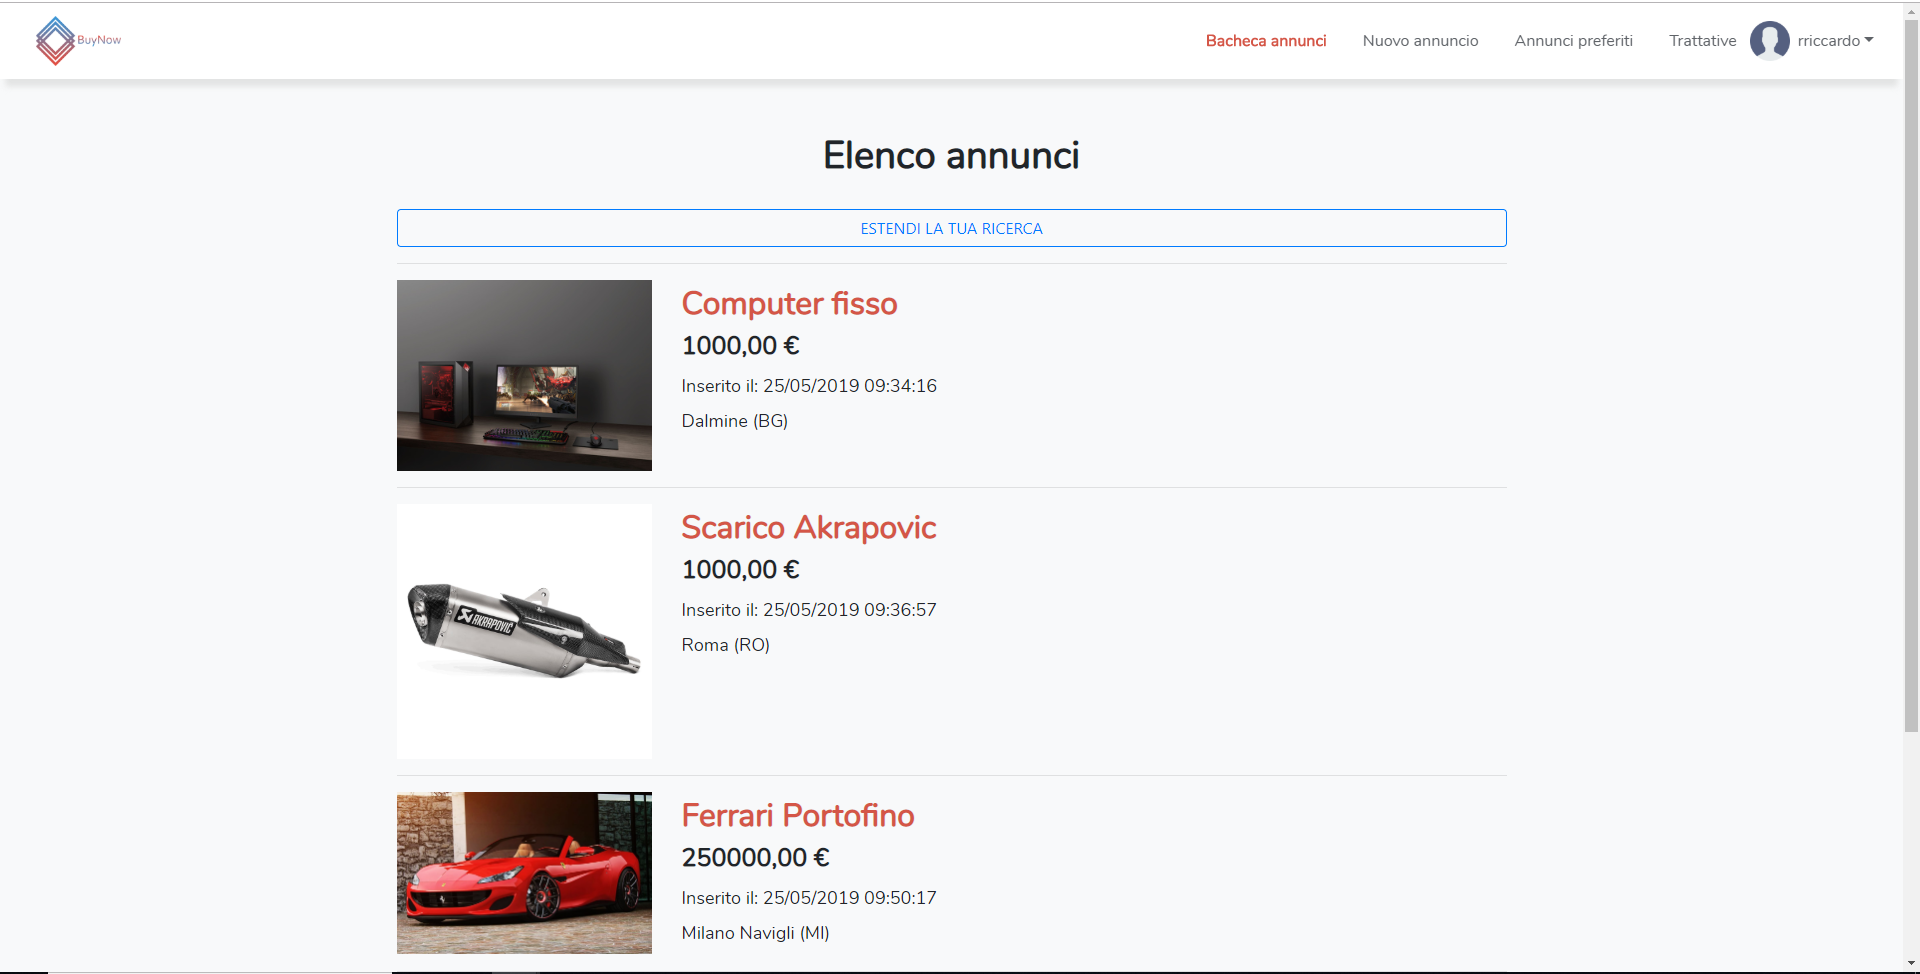 BuyNow
Bacheca annunci
Nuovo annuncio
Annunci preferiti
Trattative
rriccardo
Elenco annunci
ESTENDI LA TUA RICERCA
Computer fisso
1000,00 €
Inserito il: 25/05/2019 09:34:16
Dalmine (BG)
AKRAPOVIČ
Scarico Akrapovic
1000,00 €
Inserito il: 25/05/2019 09:36:57
Roma (RO)
Ferrari Portofino
250000,00 €
Inserito il: 25/05/2019 09:50:17
Milano Navigli (MI)